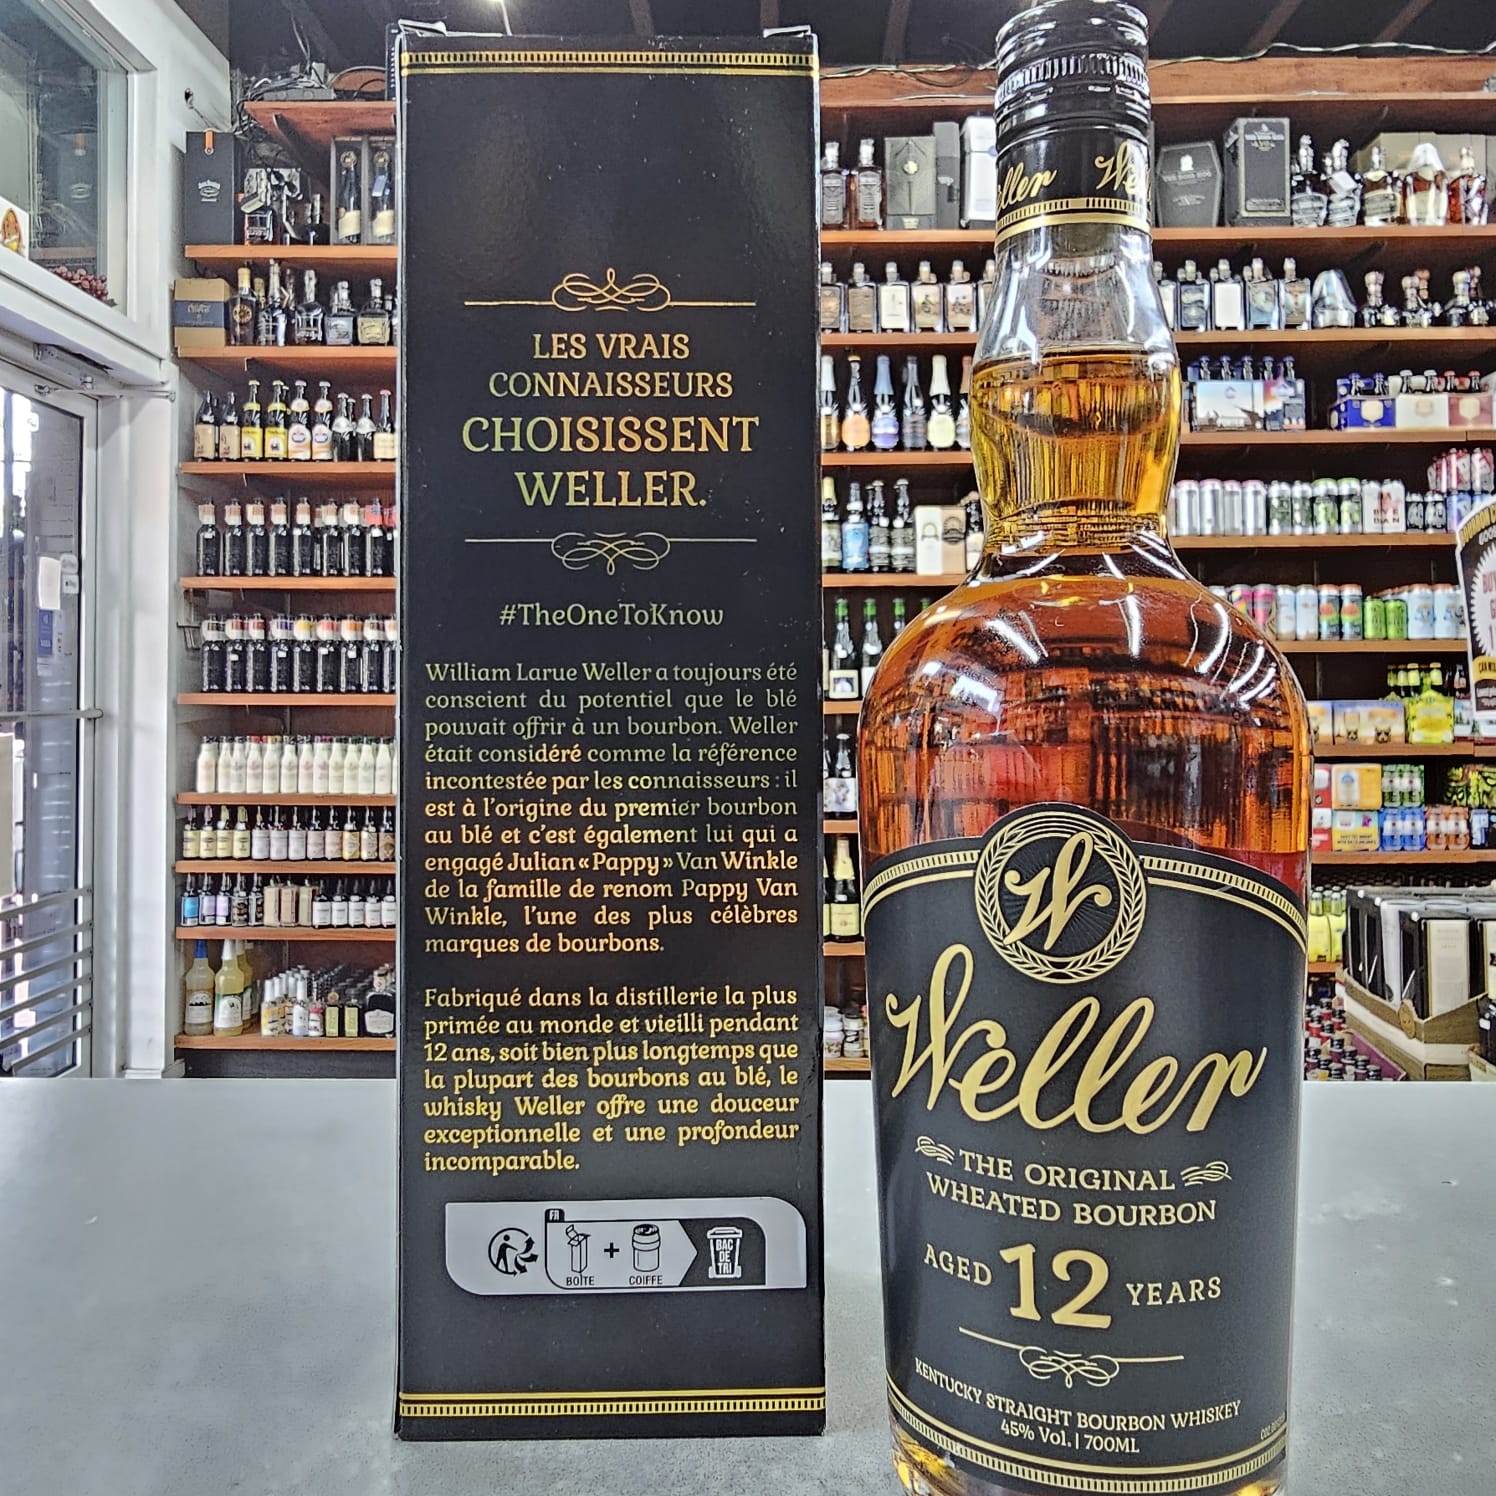 LES VRAIS
CONNAISSEURS
CHOISISSENT
WELLER.
#TheOneToKnow
William Larue Weller a toujours été
conscient du potentiel que le blé
pouvait offrir à un bourbon. Weller
était considéré comme la référence
incontestée par les connaisseurs : il
est à l'origine du premier bourbon
au blé et c'est également lui qui a
engagé Julian « Pappy » Van Winkle
de la famille de renom Pappy Van
Winkle, l'une des plus célèbres
marques de bourbons.
Fabriqué dans la distillerie la plus
primée au monde et vieilli pendant
12 ans, soit bien plus longtemps que
la plupart des bourbons au blé, le
whisky Weller offre une douceur
exceptionnelle et une profondeur
incomparable.
FR
BOÎTE + COIFFE
BAC
DE
TRI
W
Weller
THE ORIGINAL
WHEATED BOURBON
AGED 12 YEARS
KENTUCKY STRAIGHT BOURBON WHISKEY
45% Vol. | 700ML